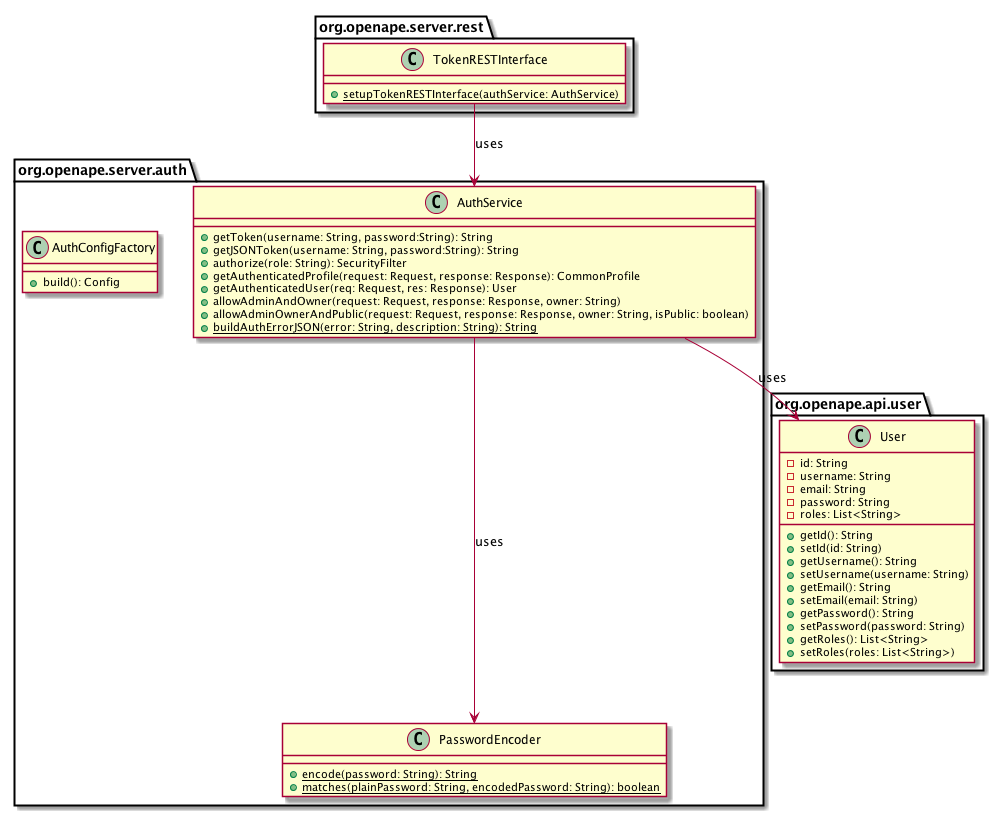 org.openape.server.rest
C TokenRESTInterface
setupTokenRESTInterface(authService: AuthService)
uses
org.openape.server.auth
C AuthService
getToken(username: String, password:String): String
getJSONToken(username: String, password:String): String
authorize(role: String): SecurityFilter
getAuthenticatedProfile(request: Request, response: Response): CommonProfile
getAuthenticatedUser(req: Request, res: Response): User
allowAdminAndOwner(request: Request, response: Response, owner: String)
allowAdminOwnerAndPublic(request: Request, response: Response, owner: String, isPublic: boolean)
buildAuthErrorJSON(error: String, description: String): String
C AuthConfigFactory
build(): Config
uses
org.openape.api.user
C User
id: String
username: String
email: String
password: String
roles: List<String>
getId(): String
setId(id: String)
getUsername(): String
setUsername(username: String)
getEmail(): String
setEmail(email: String)
getPassword(): String
setPassword(password: String)
getRoles(): List<String>
setRoles(roles: List<String>)
uses
C PasswordEncoder
encode(password: String): String
matches(plainPassword: String, encodedPassword: String): boolean